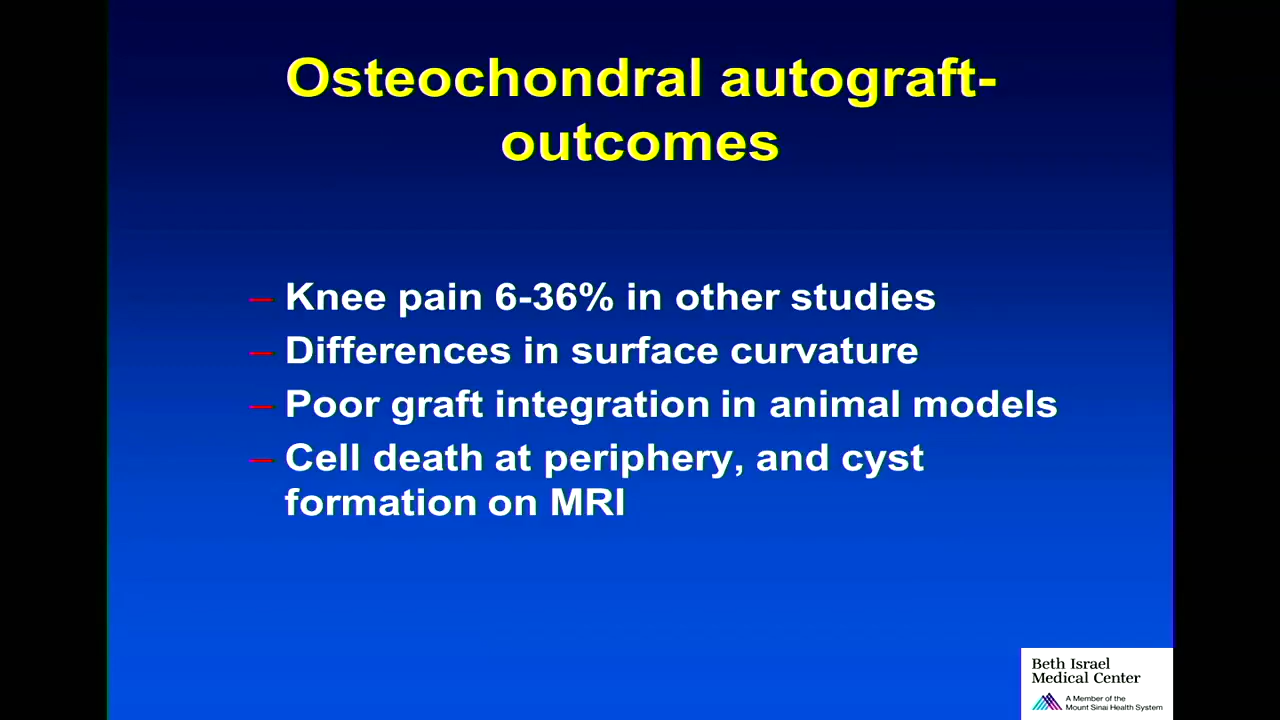 Osteochondral autograft-
outcomes
– Knee pain 6-36% in other studies
– Differences in surface curvature
– Poor graft integration in animal models
– Cell death at periphery, and cyst
formation on MRI
Beth Israel
Medical Center
A Member of the
Mount Sinai Health System